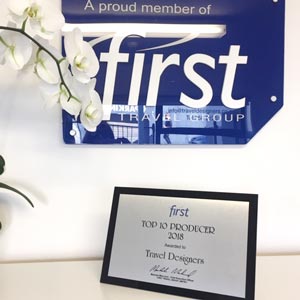 A proud member of
first
TRAVEL GROUP
first
TOP 10 PRODUCER
2018
Awarded to
Travel Designers